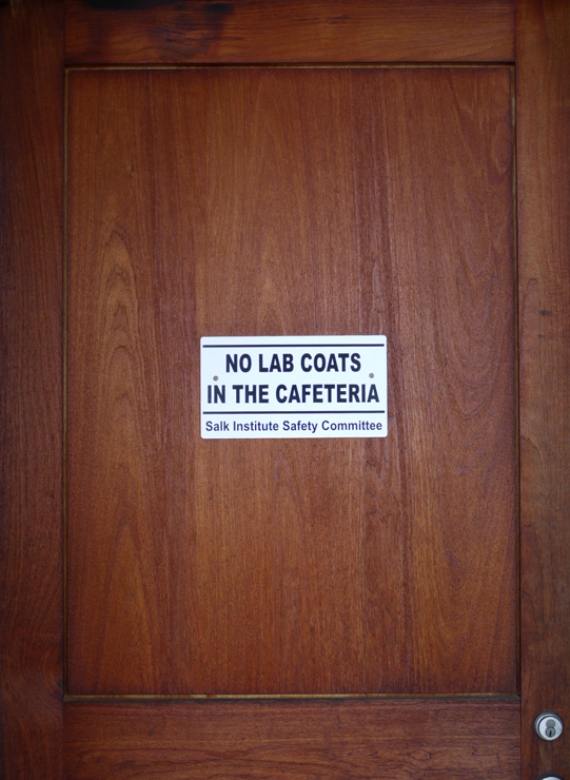 NO LAB COATS
IN THE CAFETERIA
Salk Institute Safety Committee